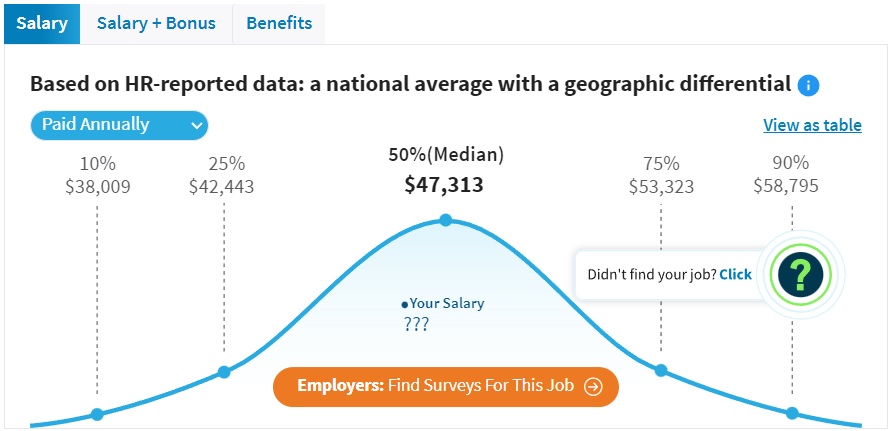 Salary
Salary + Bonus
Benefits
Based on HR-reported data: a national average with a geographic differential i
Paid Annually
View as table
10%
$38,009
25%
$42,443
50%(Median)
$47,313
75%
$53,323
90%
$58,795
Didn't find your job? Click
?
Your Salary
???
Employers: Find Surveys For This Job